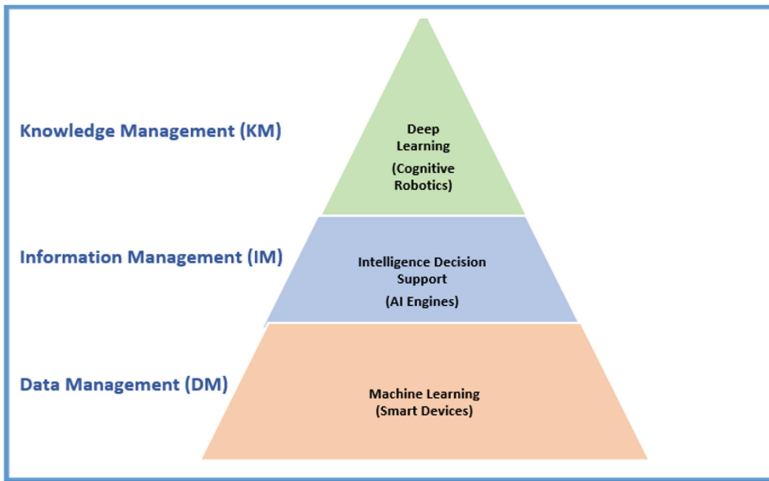 Knowledge Management (KM)
Deep
Learning
(Cognitive
Robotics)
Information Management (IM)
Intelligence Decision
Support
(AI Engines)
Data Management (DM)
Machine Learning
(Smart Devices)